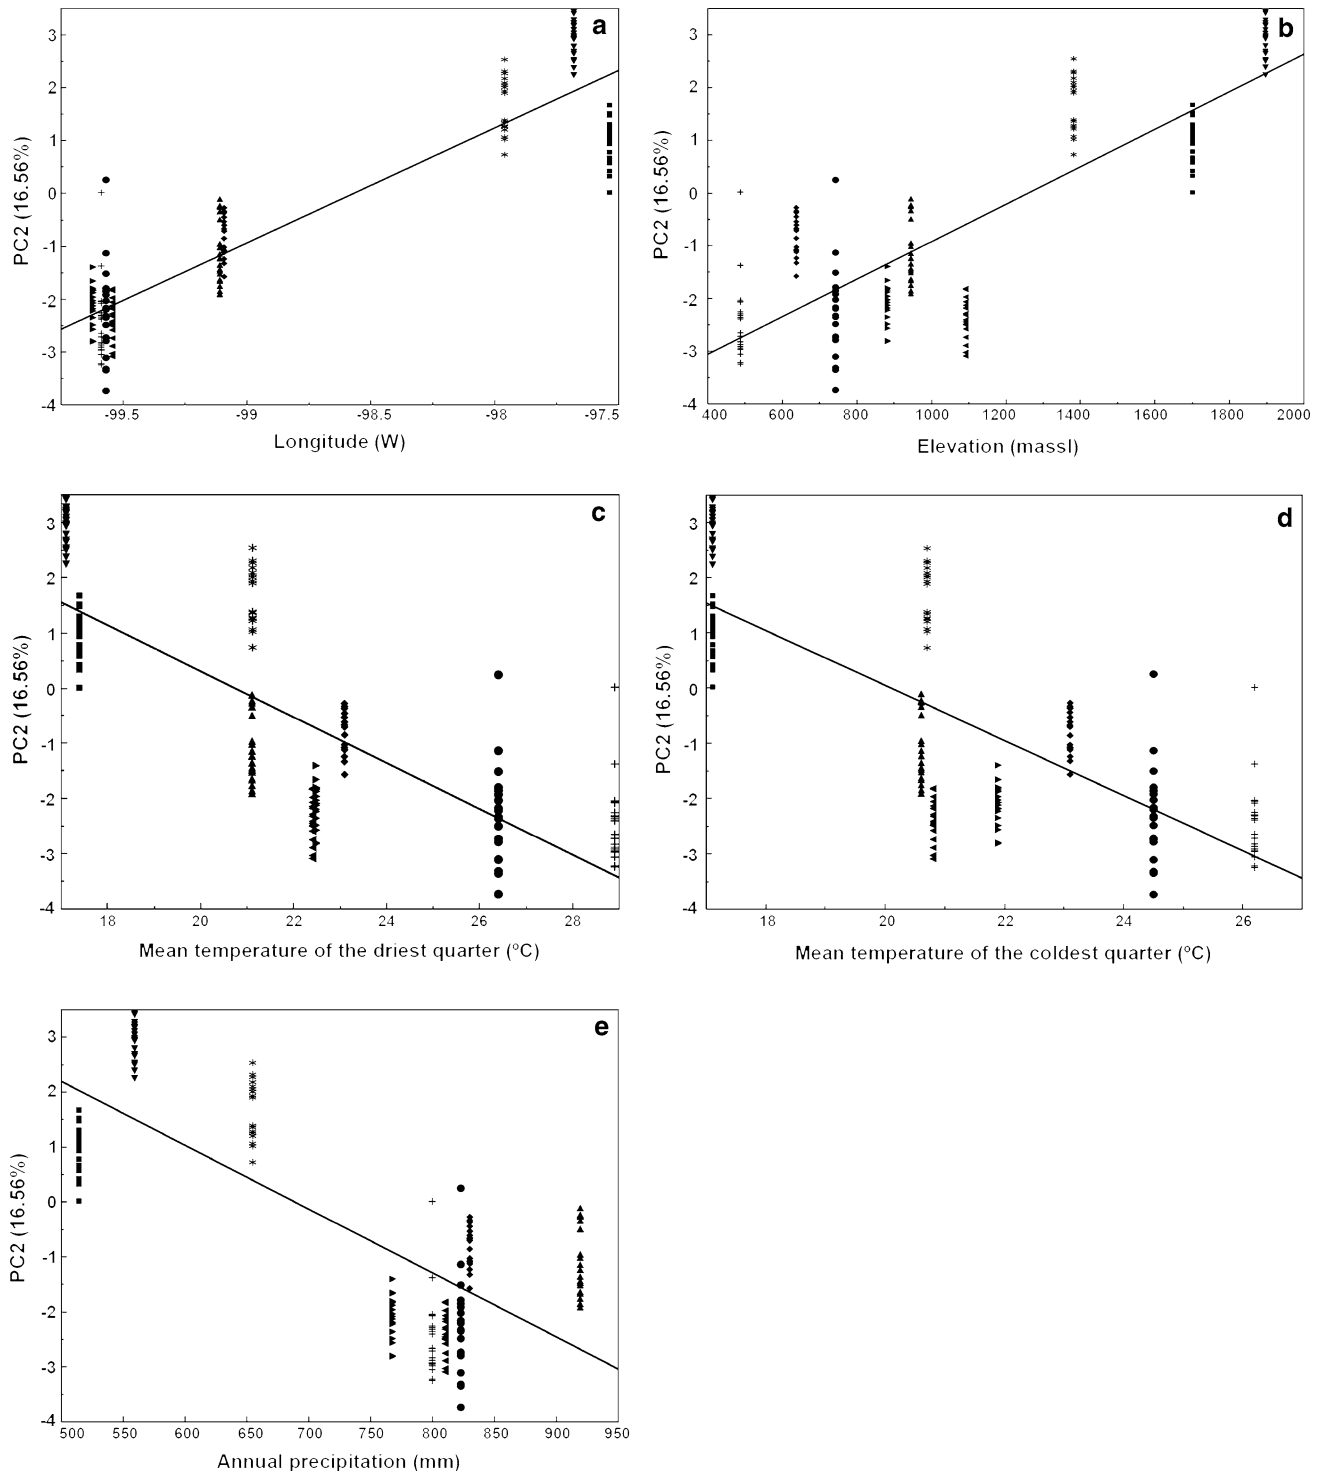 a
3
2
1
0
-1
-2
-3
-4
PC2 (16.56%)
-99.5 -99 -98.5 -98 -97.5
Longitude (W)
b
3
2
1
0
-1
-2
-3
-4
PC2 (16.56%)
400 600 800 1000 1200 1400 1600 1800 2000
Elevation (massl)
c
3
2
1
0
-1
-2
-3
-4
PC2 (16.56%)
18 20 22 24 26 28
Mean temperature of the driest quarter (ºC)
d
3
2
1
0
-1
-2
-3
-4
PC2 (16.56%)
18 20 22 24 26
Mean temperature of the coldest quarter (ºC)
e
3
2
1
0
-1
-2
-3
-4
PC2 (16.56%)
500 550 600 650 700 750 800 850 900 950
Annual precipitation (mm)